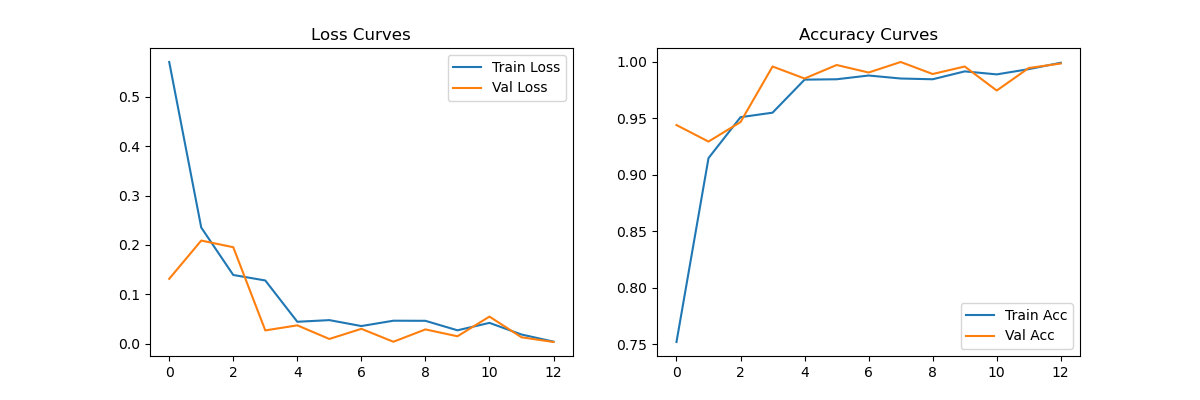 Loss Curves
Train Loss
Val Loss
0.5
0.4
0.3
0.2
0.1
0.0
0 2 4 6 8 10 12
Accuracy Curves
1.00
0.95
0.90
0.85
0.80
0.75
Train Acc
Val Acc
0 2 4 6 8 10 12